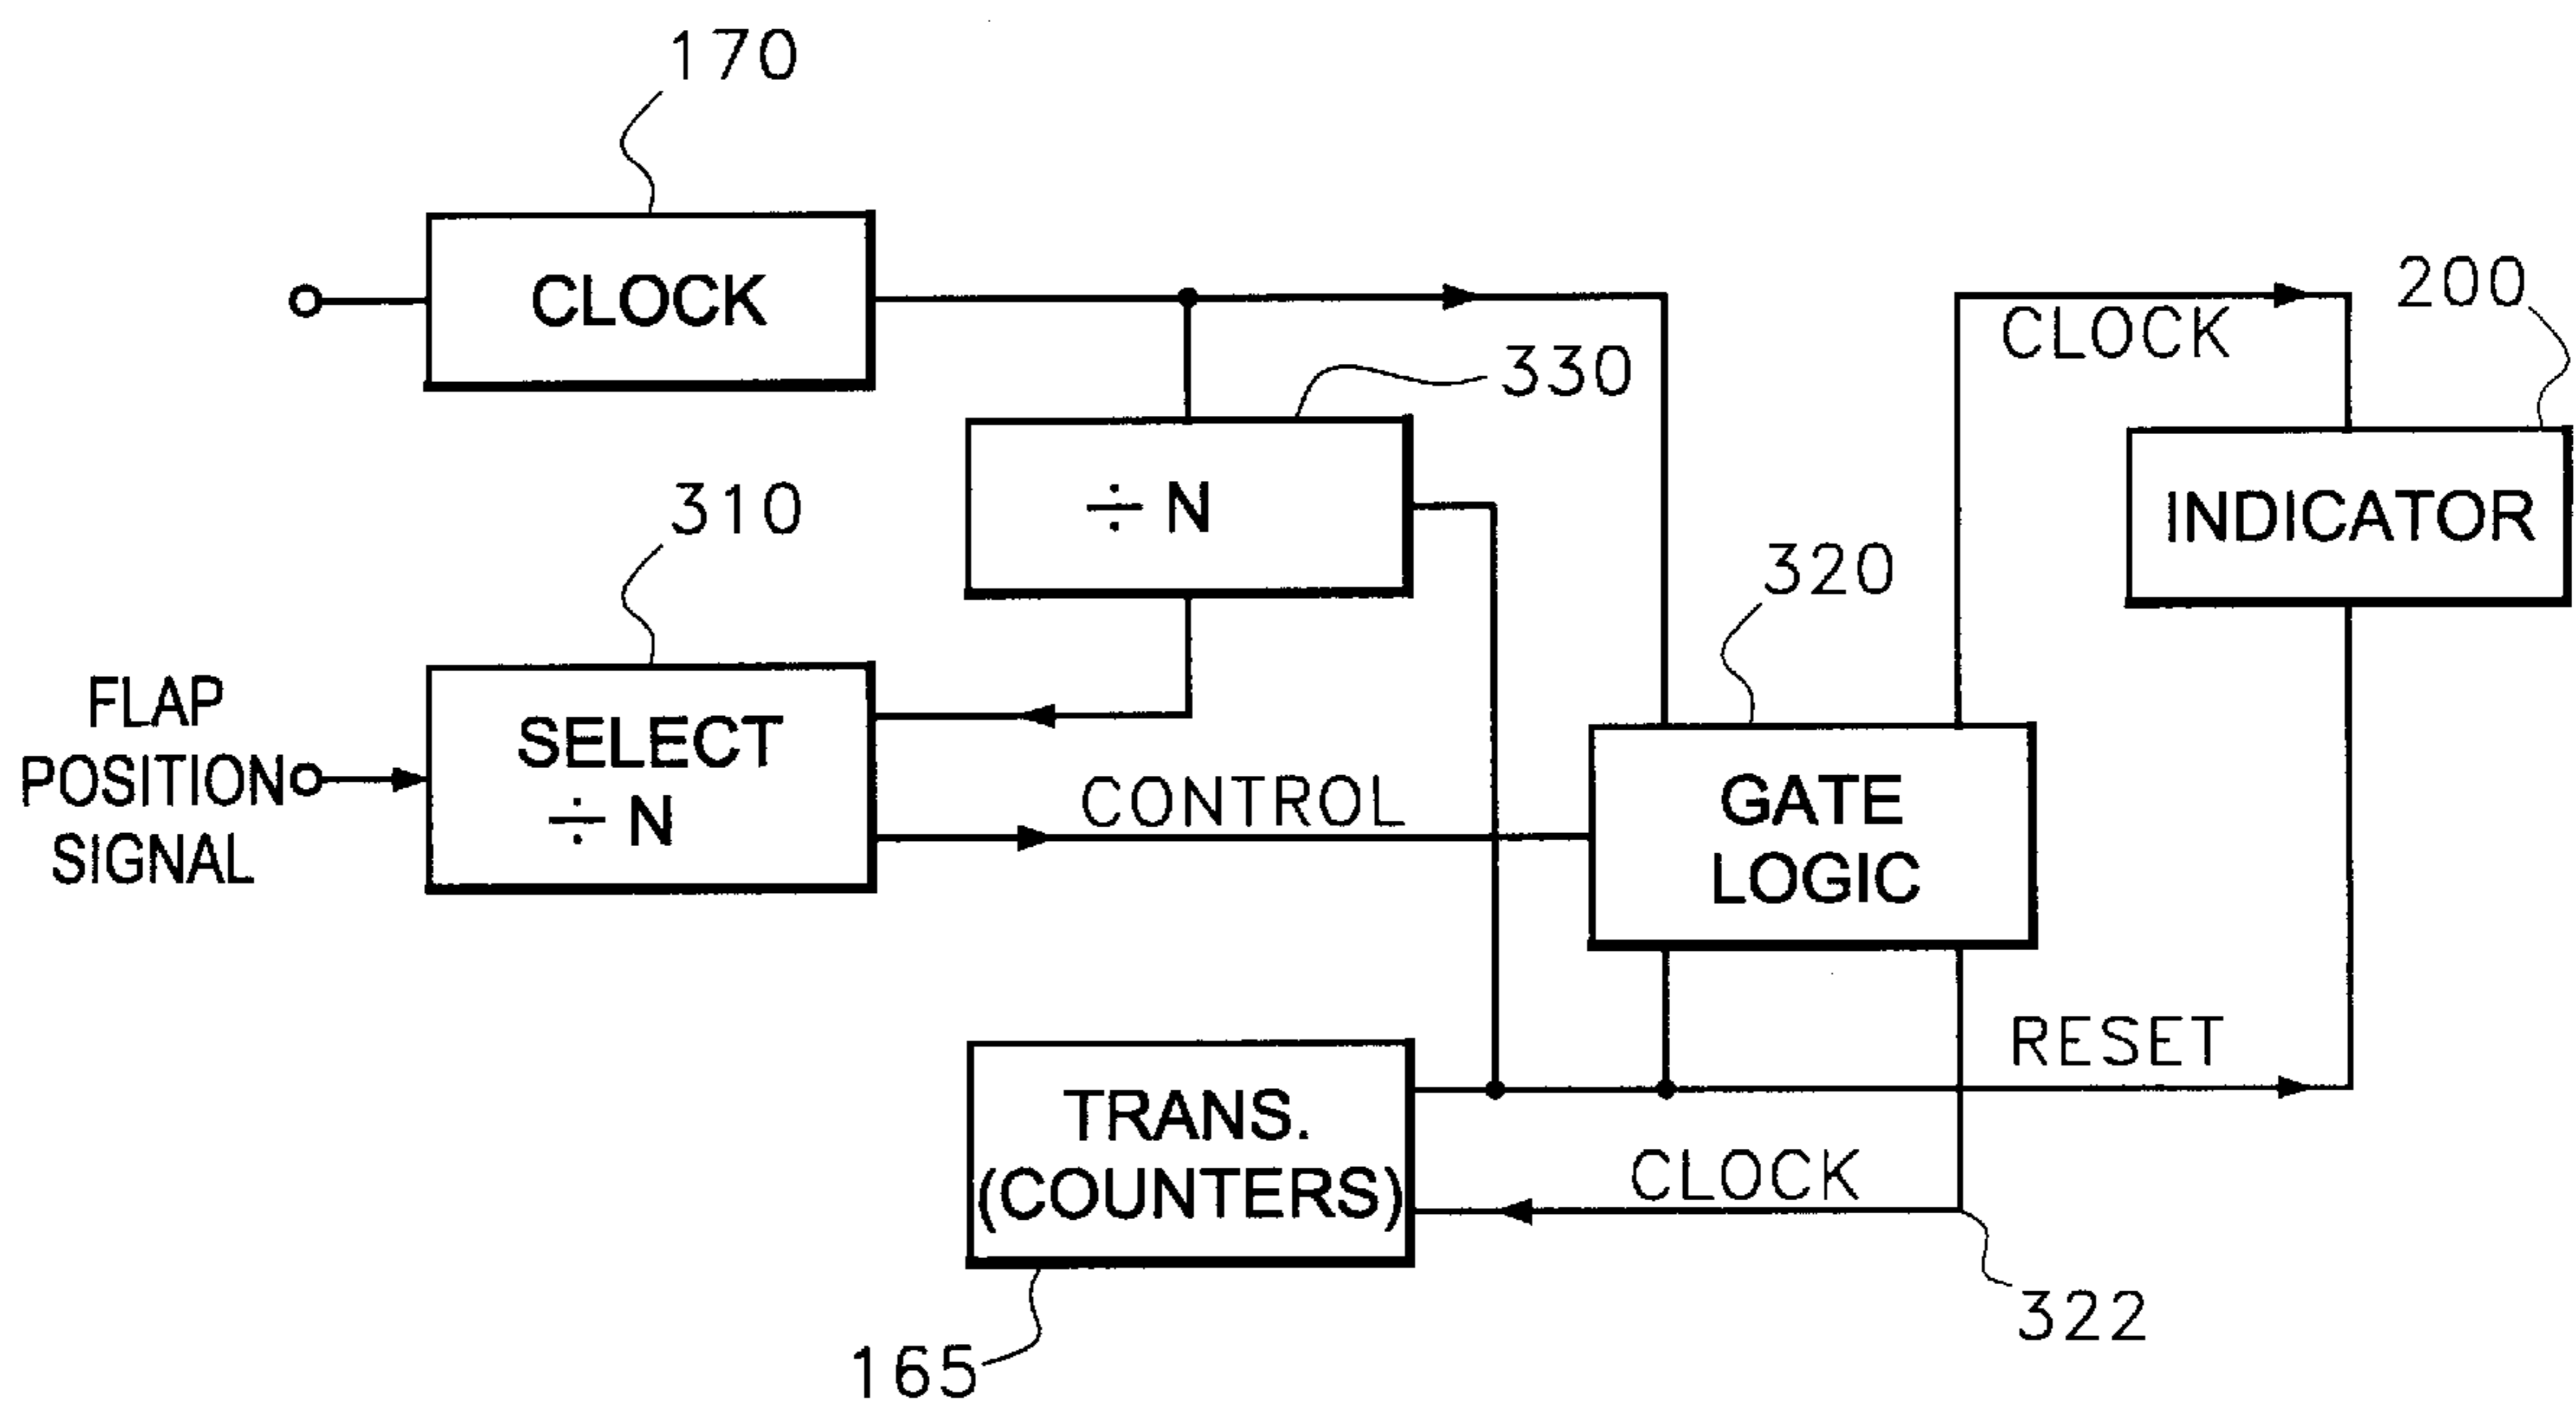 170
CLOCK
200
CLOCK
330
÷ N
INDICATOR
310
320
FLAP
POSITION
SIGNAL
SELECT
÷ N
CONTROL
GATE
LOGIC
RESET
TRANS.
(COUNTERS)
CLOCK
322
165